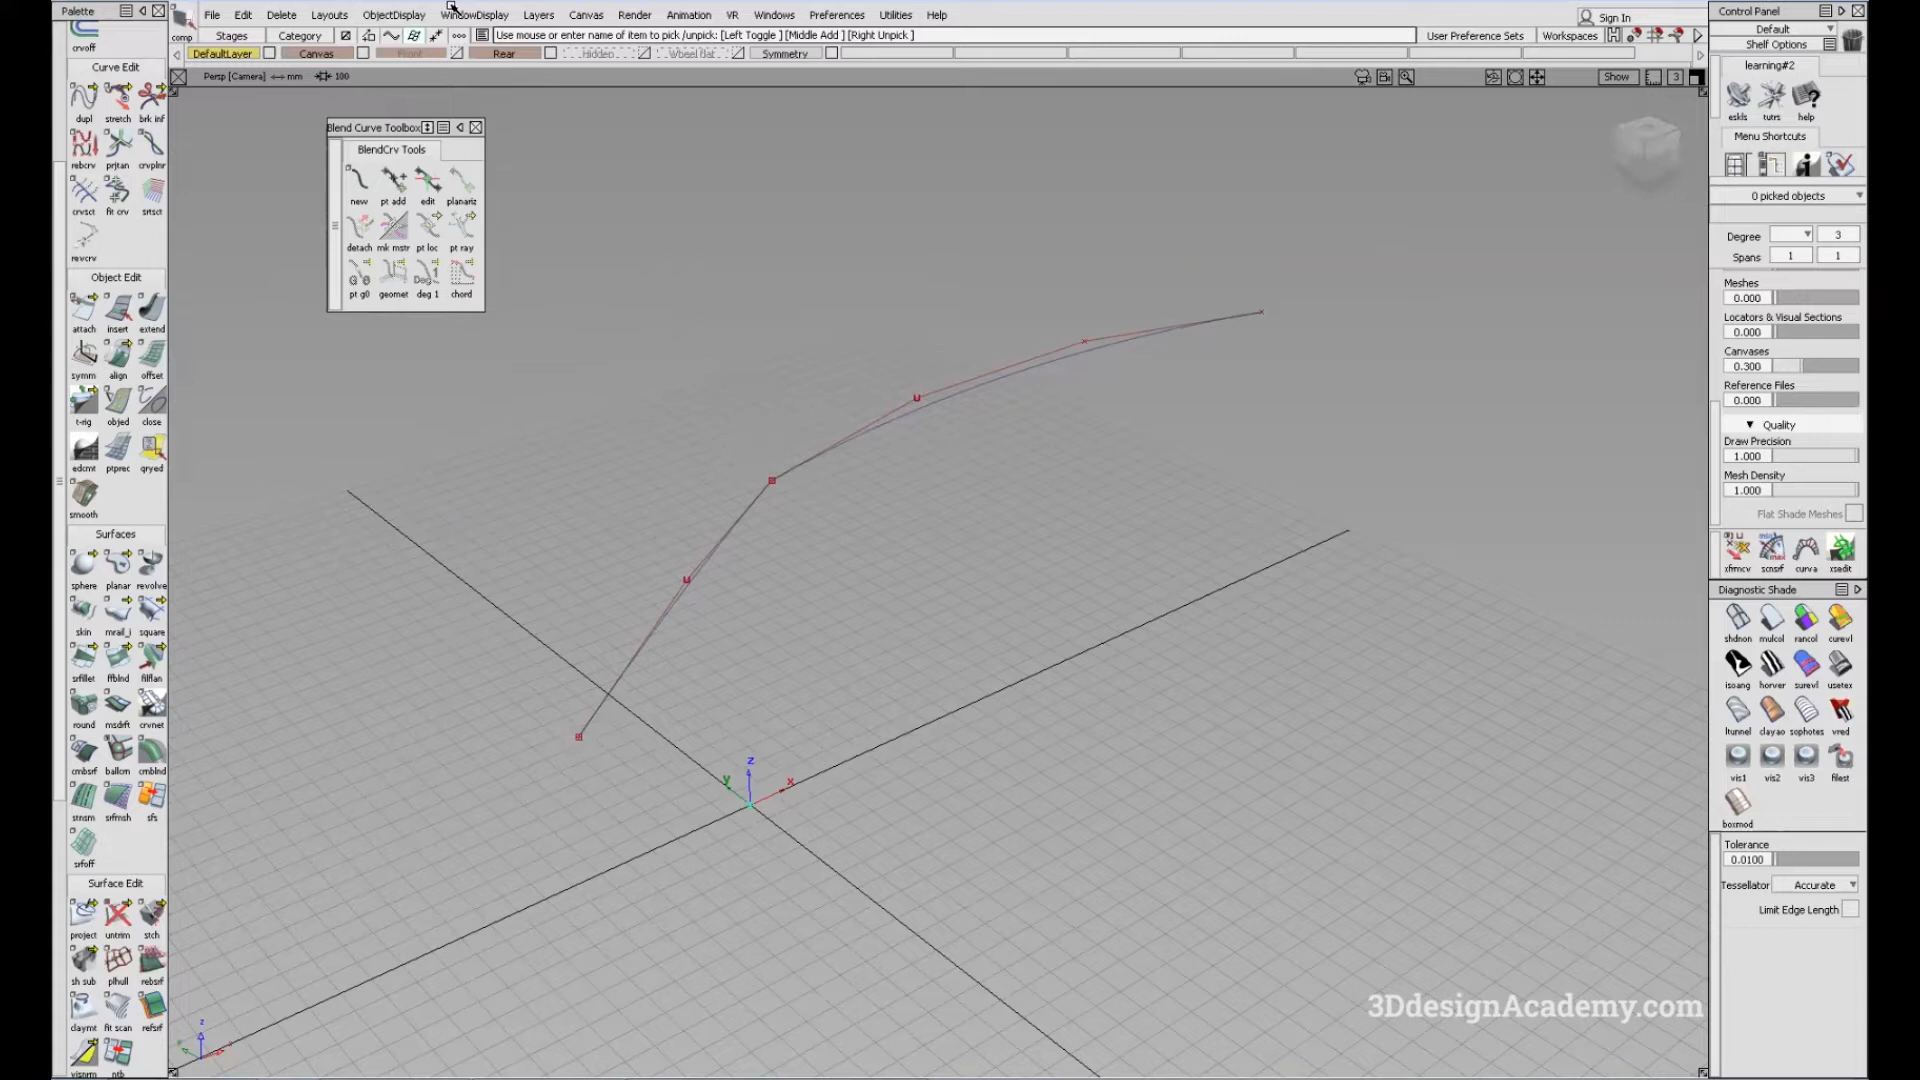 Palette
File Edit Delete Layouts ObjectDisplay WindowDisplay Layers Canvas Render Animation VR Windows Preferences Utilities Help
Sign In
Control Panel
Default
comp
Stages Category
Use mouse or enter name of item to pick /unpick: [Left Toggle ] [Middle Add ] [Right Unpick ]
User Preference Sets Workspaces
Shelf Options
DefaultLayer Canvas Front Rear Hidden Wheel Bat Symmetry
Persp [Camera] mm 100
Show 3
crvoff
Curve Edit
dupl stretch brk inf
rebcrv prjtan crvplnr
crvsct fit crv srtsct
revcrv
Object Edit
attach insert extend
symm align offset
t-rig objed close
edcmt ptprec qryed
smooth
Surfaces
sphere planar revolve
skin mrail_i square
srfillet ffblnd filflan
round msdrft crvnet
cmbsrf ballcrn cmblnd
stnsm srfmsh sfs
srfoff
Surface Edit
project untrim stch
sh sub plhull rebsrf
claymt fit scan refsrf
visnrm ntb
Blend Curve Toolbox
BlendCrv Tools
new pt add edit planariz
detach mk mstr pt loc pt ray
pt g0 geomet deg 1 chord
z
y
x
z
learning#2
eskls tutrs help
Menu Shortcuts
0 picked objects
Degree 3
Spans 1 1
Meshes
0.000
Locators & Visual Sections
0.000
Canvases
0.300
Reference Files
0.000
Quality
Draw Precision
1.000
Mesh Density
1.000
Flat Shade Meshes
xfrmcv scnsrf curva xsedit
Diagnostic Shade
shdnon mulcol rancol curevl
isoang horver surevl usetex
ltunnel clayao sophotes vred
vis1 vis2 vis3 filest
boxmod
Tolerance
0.0100
Tessellator Accurate
Limit Edge Length
3DdesignAcademy.com